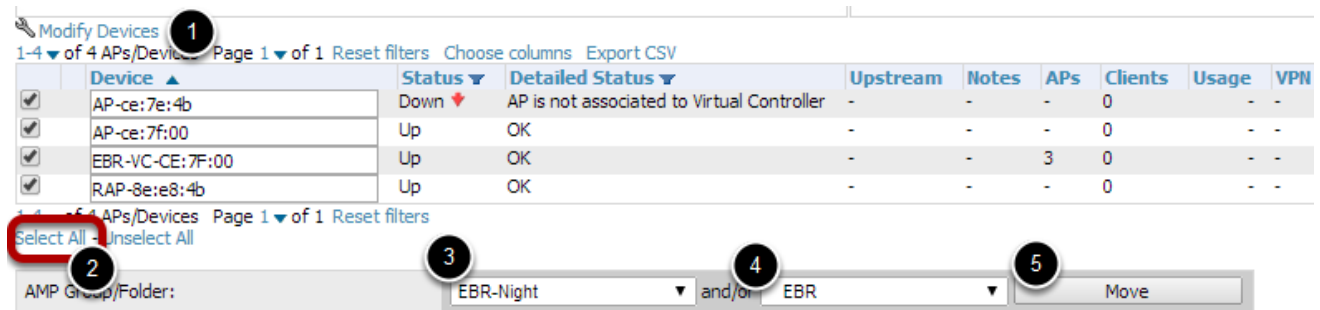 Modify Devices 1
1-4 of 4 APs/Devices Page 1 of 1 Reset filters Choose columns Export CSV
Device Status Detailed Status Upstream Notes APs Clients Usage VPN
AP-ce:7e:4b Down AP is not associated to Virtual Controller - - - 0 - -
AP-ce:7f:00 Up OK - - - 0 - -
EBR-VC-CE:7F:00 Up OK - - 3 0 - -
RAP-8e:e8:4b Up OK - - - 0 - -
1-4 of 4 APs/Devices Page 1 of 1 Reset filters
Select All - Unselect All
2 3 4 5
AMP Group/Folder: EBR-Night and/or EBR Move